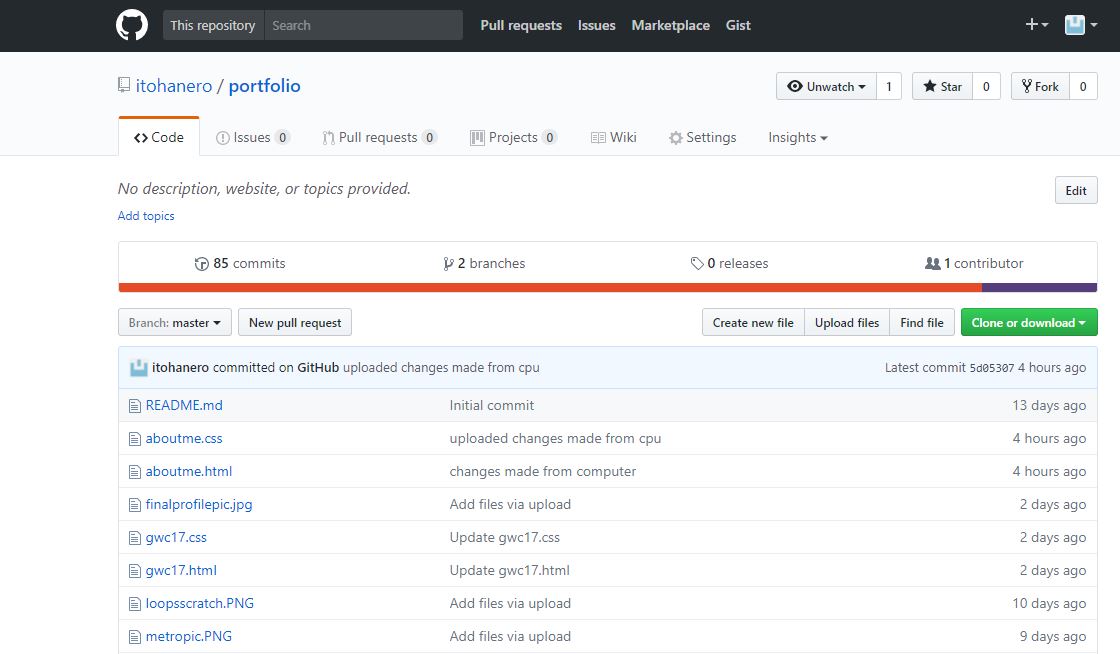 This repository Search Pull requests Issues Marketplace Gist
itohanero / portfolio Unwatch 1 Star 0 Fork 0
Code Issues 0 Pull requests 0 Projects 0 Wiki Settings Insights
No description, website, or topics provided. Edit
Add topics
85 commits 2 branches 0 releases 1 contributor
Branch: master New pull request Create new file Upload files Find file Clone or download
itohanero committed on GitHub uploaded changes made from cpu Latest commit 5d05307 4 hours ago
README.md Initial commit 13 days ago
aboutme.css uploaded changes made from cpu 4 hours ago
aboutme.html changes made from computer 4 hours ago
finalprofilepic.jpg Add files via upload 2 days ago
gwc17.css Update gwc17.css 2 days ago
gwc17.html Update gwc17.html 2 days ago
loopsscratch.PNG Add files via upload 10 days ago
metropic.PNG Add files via upload 9 days ago